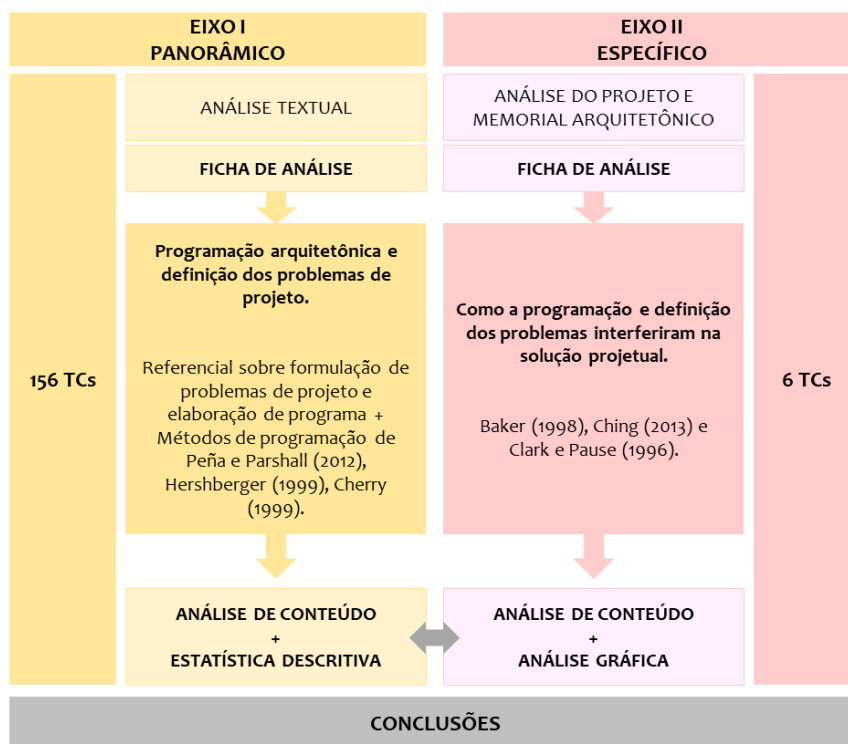 EIXO I
PANORÂMICO
EIXO II
ESPECÍFICO
156 TCs
ANÁLISE TEXTUAL
FICHA DE ANÁLISE
Programação arquitetônica e
definição dos problemas de
projeto.
Referencial sobre formulação de
problemas de projeto e
elaboração de programa +
Métodos de programação de
Peña e Parshall (2012),
Hershberger (1999), Cherry
(1999).
ANÁLISE DE CONTEÚDO
+
ESTATÍSTICA DESCRITIVA
ANÁLISE DO PROJETO E
MEMORIAL ARQUITETÔNICO
FICHA DE ANÁLISE
Como a programação e definição
dos problemas interferiram na
solução projetual.
Baker (1998), Ching (2013) e
Clark e Pause (1996).
ANÁLISE DE CONTEÚDO
+
ANÁLISE GRÁFICA
6 TCs
CONCLUSÕES